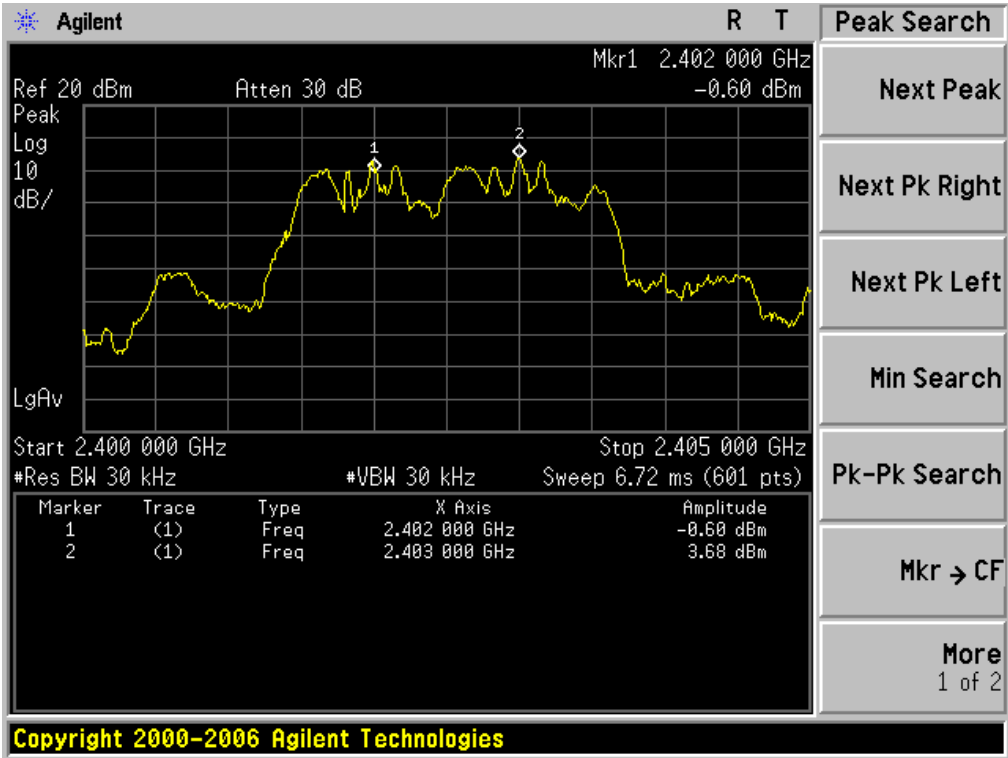 Agilent R T
Mkr1 2.402 000 GHz
Ref 20 dBm Atten 30 dB -0.60 dBm
Peak
Log
10
dB/
1
2
LgAv
Start 2.400 000 GHz Stop 2.405 000 GHz
#Res BW 30 kHz #VBW 30 kHz Sweep 6.72 ms (601 pts)
Marker Trace Type X Axis Amplitude
1 (1) Freq 2.402 000 GHz -0.60 dBm
2 (1) Freq 2.403 000 GHz 3.68 dBm
Peak Search
Next Peak
Next Pk Right
Next Pk Left
Min Search
Pk-Pk Search
Mkr → CF
More
1 of 2
Copyright 2000-2006 Agilent Technologies